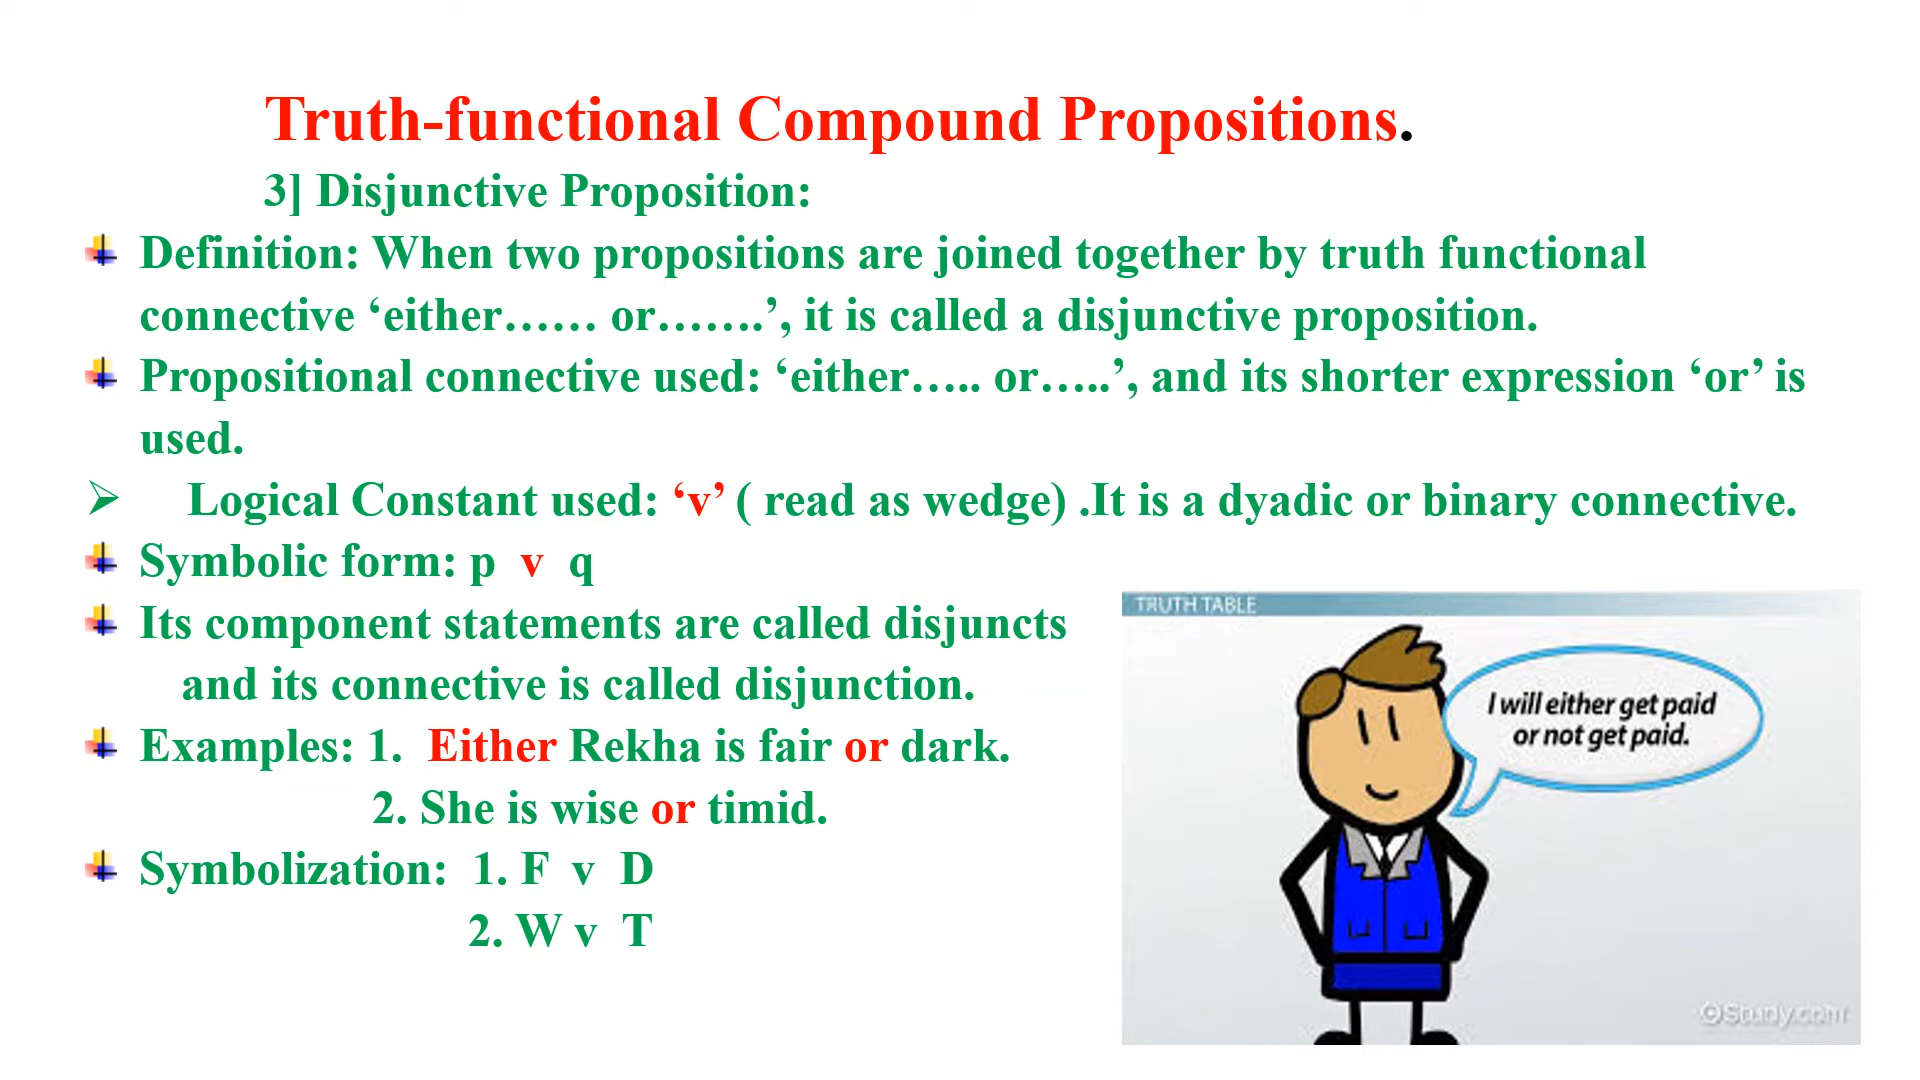 Truth-functional Compound Propositions.
3] Disjunctive Proposition:
Definition: When two propositions are joined together by truth functional
connective ‘either…… or…….’, it is called a disjunctive proposition.
Propositional connective used: ‘either….. or…..’, and its shorter expression ‘or’ is
used.
Logical Constant used: ‘v’ ( read as wedge) .It is a dyadic or binary connective.
Symbolic form: p v q
Its component statements are called disjuncts
and its connective is called disjunction.
Examples: 1. Either Rekha is fair or dark.
2. She is wise or timid.
Symbolization: 1. F v D
2. W v T
TRUTH TABLE
I will either get paid
or not get paid.
©Study.com